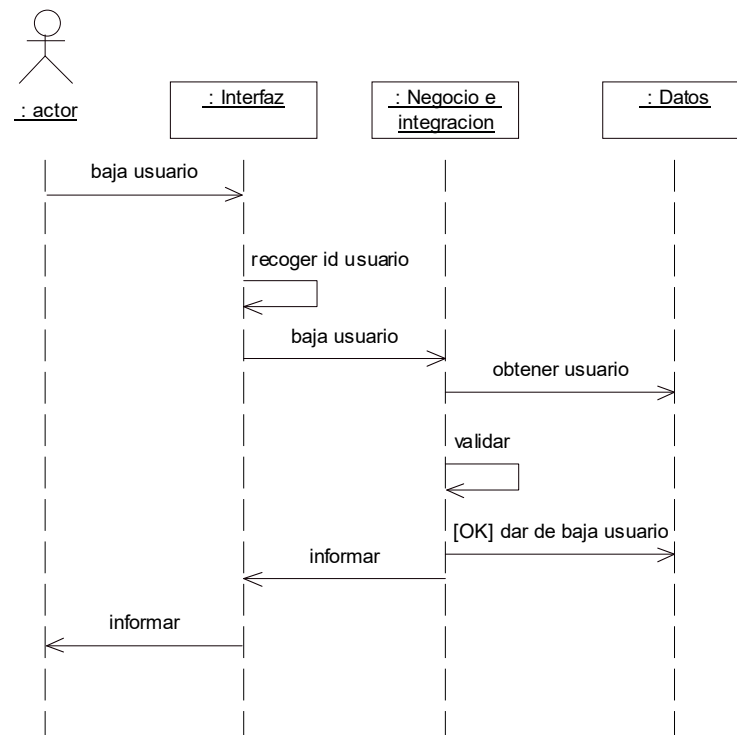 : actor
: Interfaz
: Negocio e
integracion
: Datos
baja usuario
recoger id usuario
baja usuario
obtener usuario
validar
[OK] dar de baja usuario
informar
informar